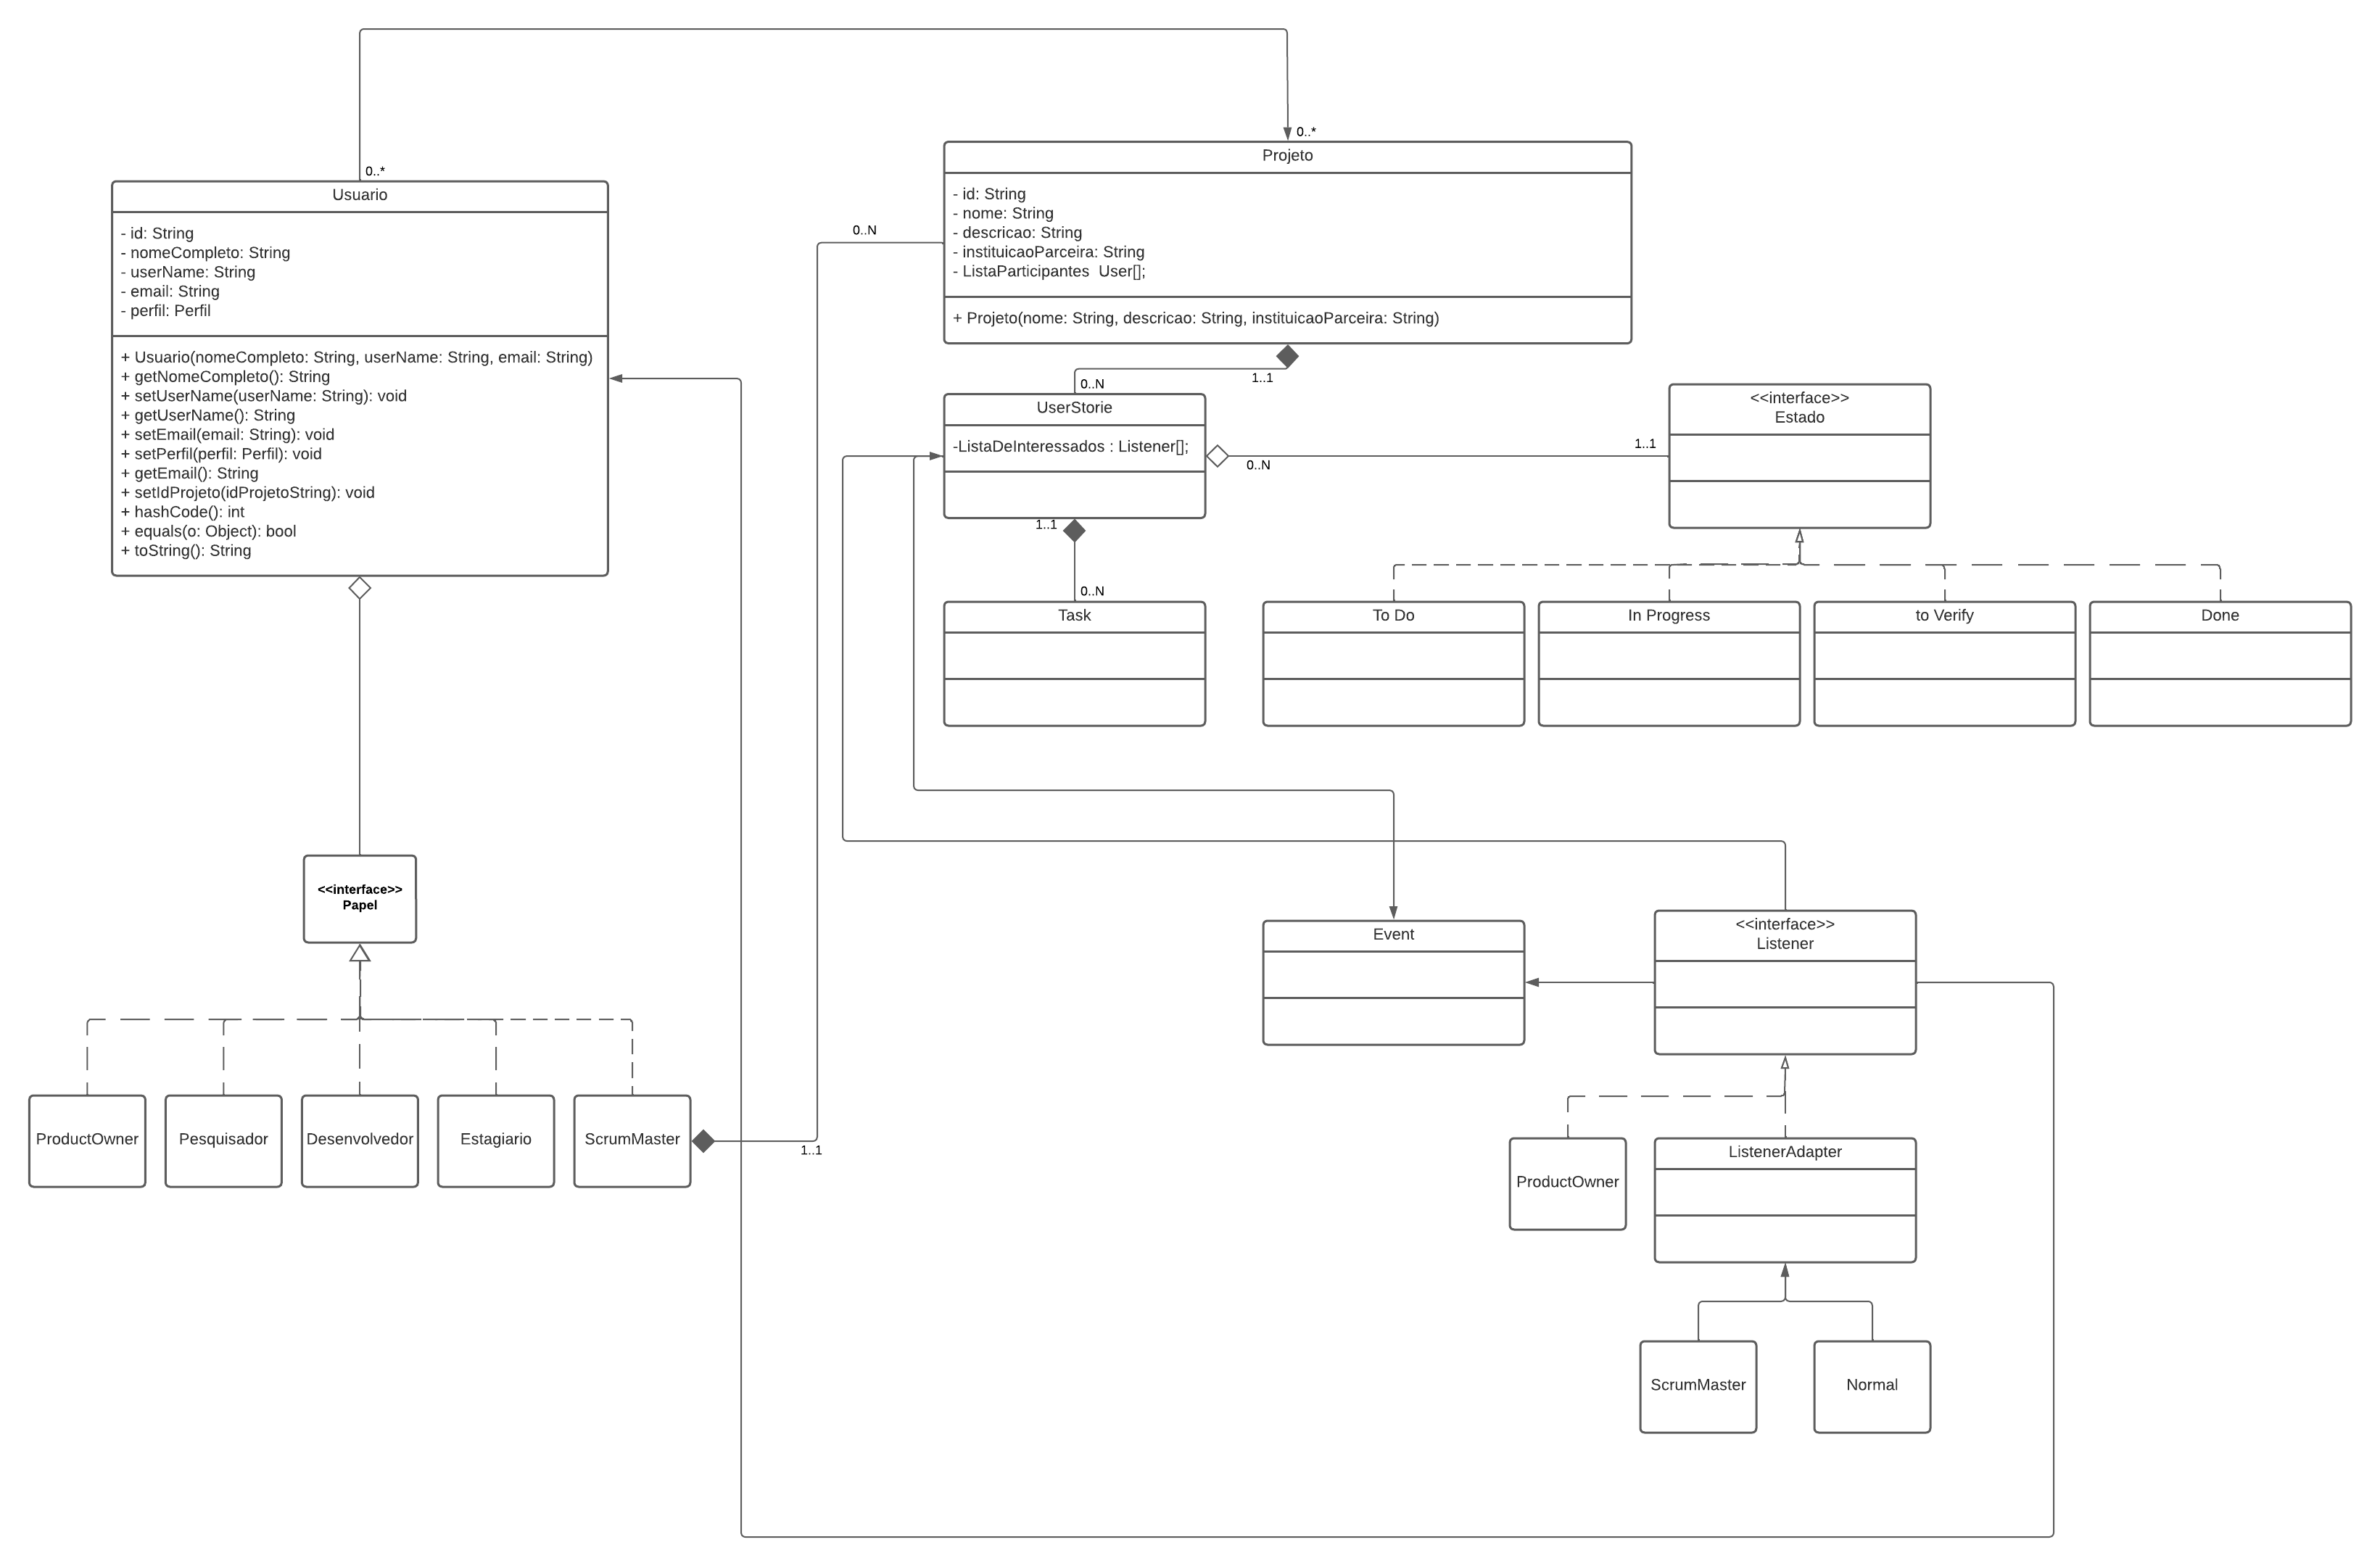 0..*
Projeto
- id: String
- nome: String
- descricao: String
- instituicaoParceira: String
- ListaParticipantes  User[];
+ Projeto(nome: String, descricao: String, instituicaoParceira: String)
0..*
Usuario
- id: String
- nomeCompleto: String
- userName: String
- email: String
- perfil: Perfil
+ Usuario(nomeCompleto: String, userName: String, email: String)
+ getNomeCompleto(): String
+ setUserName(userName: String): void
+ getUserName(): String
+ setEmail(email: String): void
+ setPerfil(perfil: Perfil): void
+ getEmail(): String
+ setIdProjeto(idProjetoString): void
+ hashCode(): int
+ equals(o: Object): bool
+ toString(): String
0..N
1..1
0..N
UserStorie
-ListaDeInteressados : Listener[];
0..N
1..1
<<interface>>
Estado
1..1
0..N
Task
To Do
In Progress
to Verify
Done
<<interface>>
Papel
Event
<<interface>>
Listener
ProductOwner
Pesquisador
Desenvolvedor
Estagiario
ScrumMaster
1..1
ProductOwner
ListenerAdapter
ScrumMaster
Normal